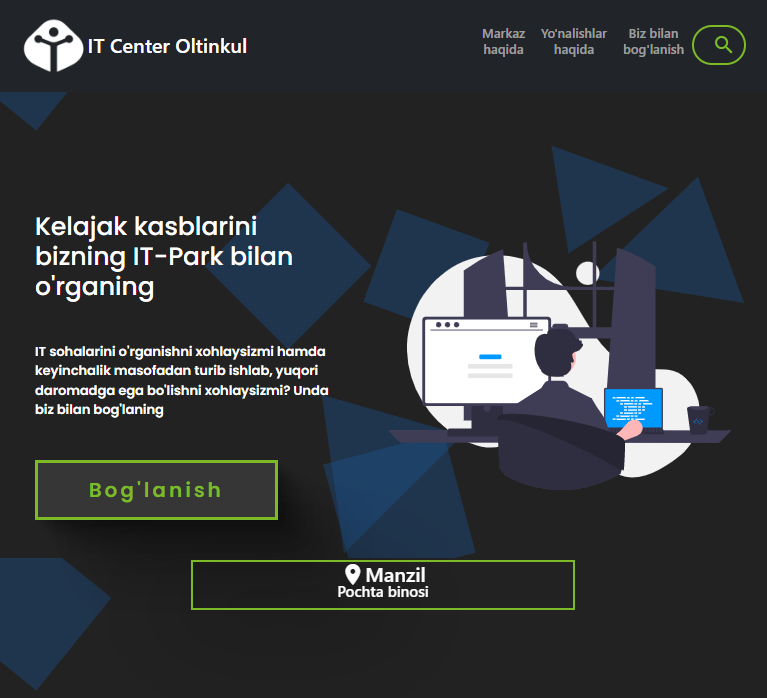 IT Center Oltinkul
Markaz
haqida
Yo'nalishlar
haqida
Biz bilan
bog'lanish
Kelajak kasblarini
bizning IT-Park bilan
o'rganing
IT sohalarini o'rganishni xohlaysizmi hamda
keyinchalik masofadan turib ishlab, yuqori
daromadga ega bo'lishni xohlaysizmi? Unda
biz bilan bog'laning
Bog'lanish
Manzil
Pochta binosi